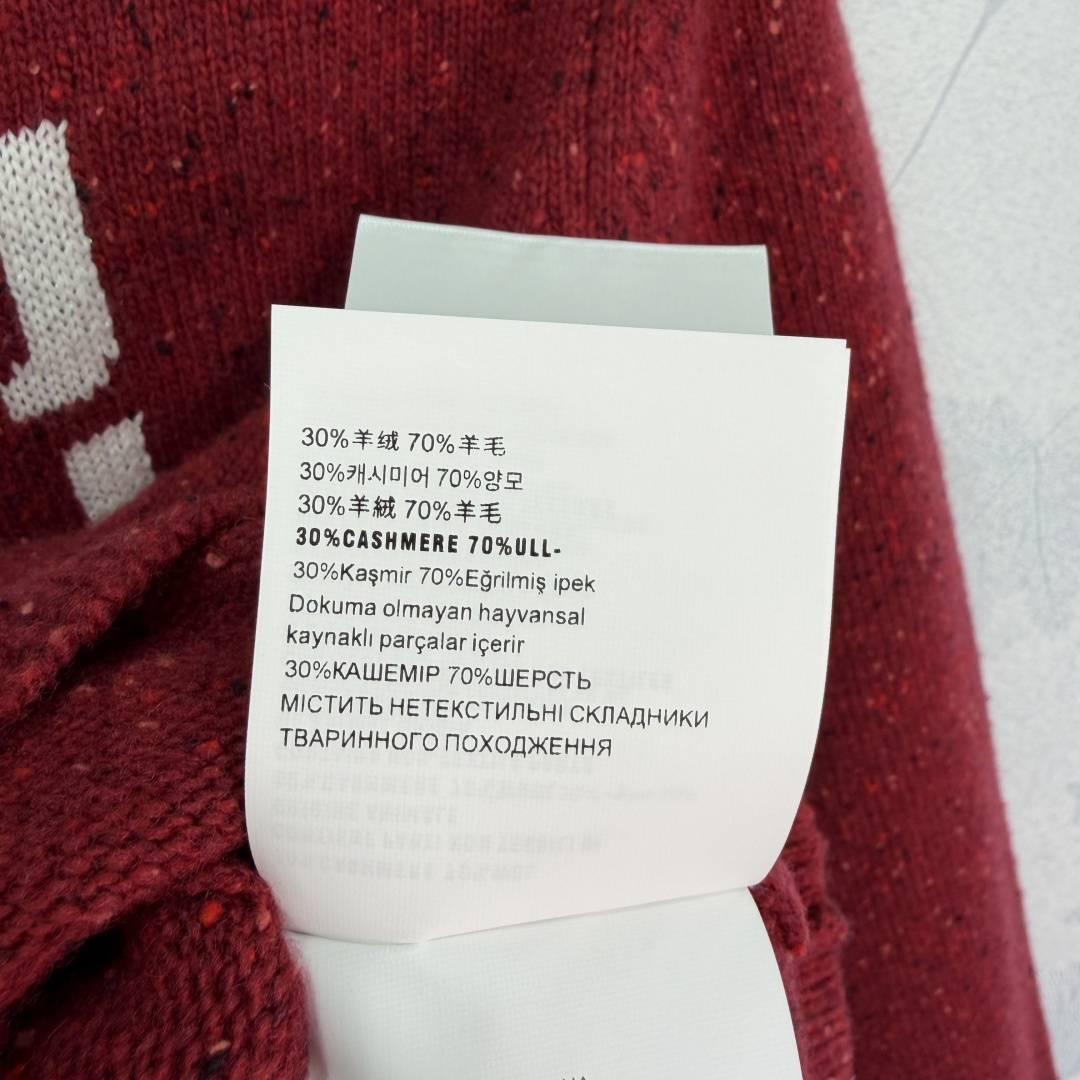 30%羊绒 70%羊毛
30%캐시미어 70%양모
30%羊絨 70%羊毛
30%CASHMERE 70%ULL-
30%Kaşmir 70%Eğrilmiş ipek
Dokuma olmayan hayvansal
kaynaklı parçalar içerir
30%КАШЕМІР 70%ШЕРСТЬ
МІСТИТЬ НЕТЕКСТИЛЬНІ СКЛАДНИКИ
ТВАРИННОГО ПОХОДЖЕННЯ